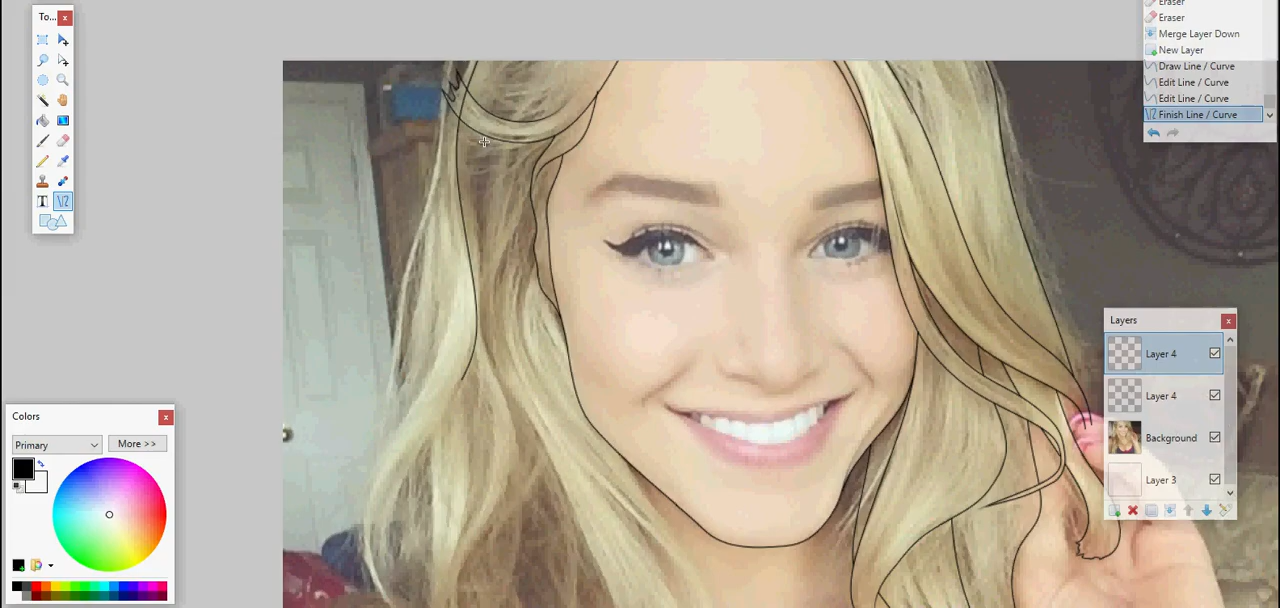 To...
Eraser
Eraser
Merge Layer Down
New Layer
Draw Line / Curve
Edit Line / Curve
Edit Line / Curve
Finish Line / Curve
Layers
Layer 4
Layer 4
Background
Layer 3
Colors
Primary
More >>